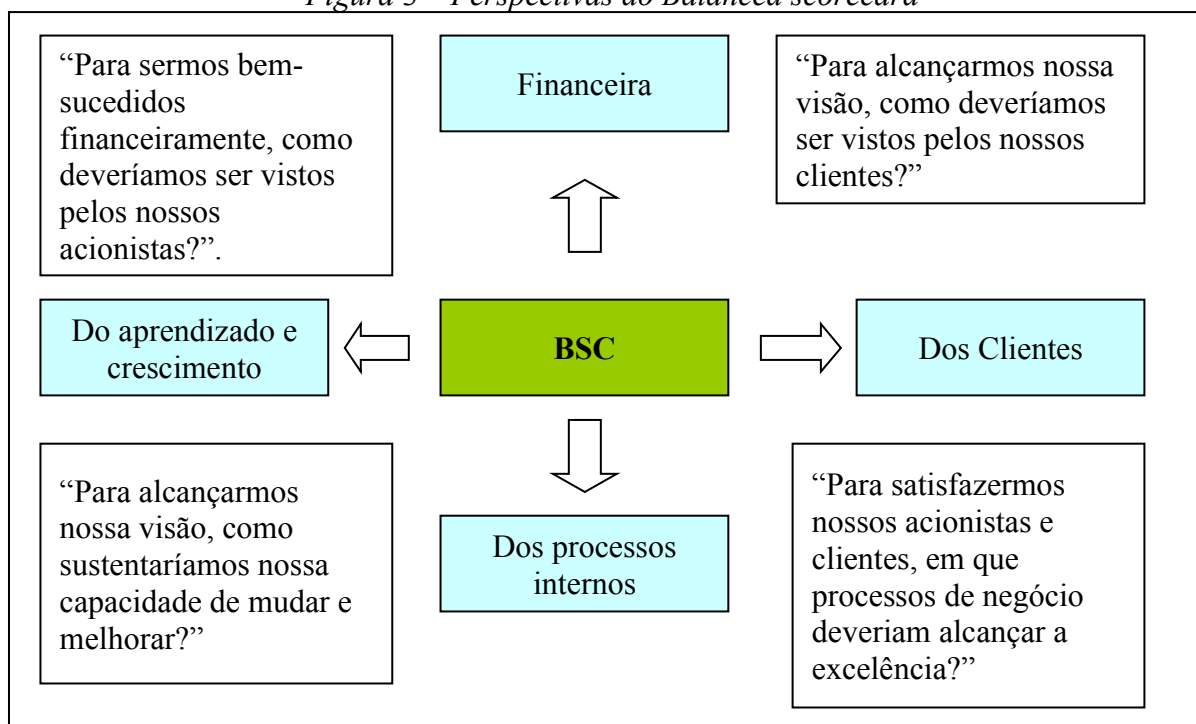 Figura 3 – Perspectivas do Balanced scorecard
“Para sermos bem-
sucedidos
financeiramente, como
deveríamos ser vistos
pelos nossos
acionistas?”.
Financeira
“Para alcançarmos nossa
visão, como deveríamos
ser vistos pelos nossos
clientes?”
Do aprendizado e
crescimento
BSC
Dos Clientes
“Para alcançarmos
nossa visão, como
sustentaríamos nossa
capacidade de mudar e
melhorar?”
Dos processos
internos
“Para satisfazermos
nossos acionistas e
clientes, em que
processos de negócio
deveriam alcançar a
excelência?”